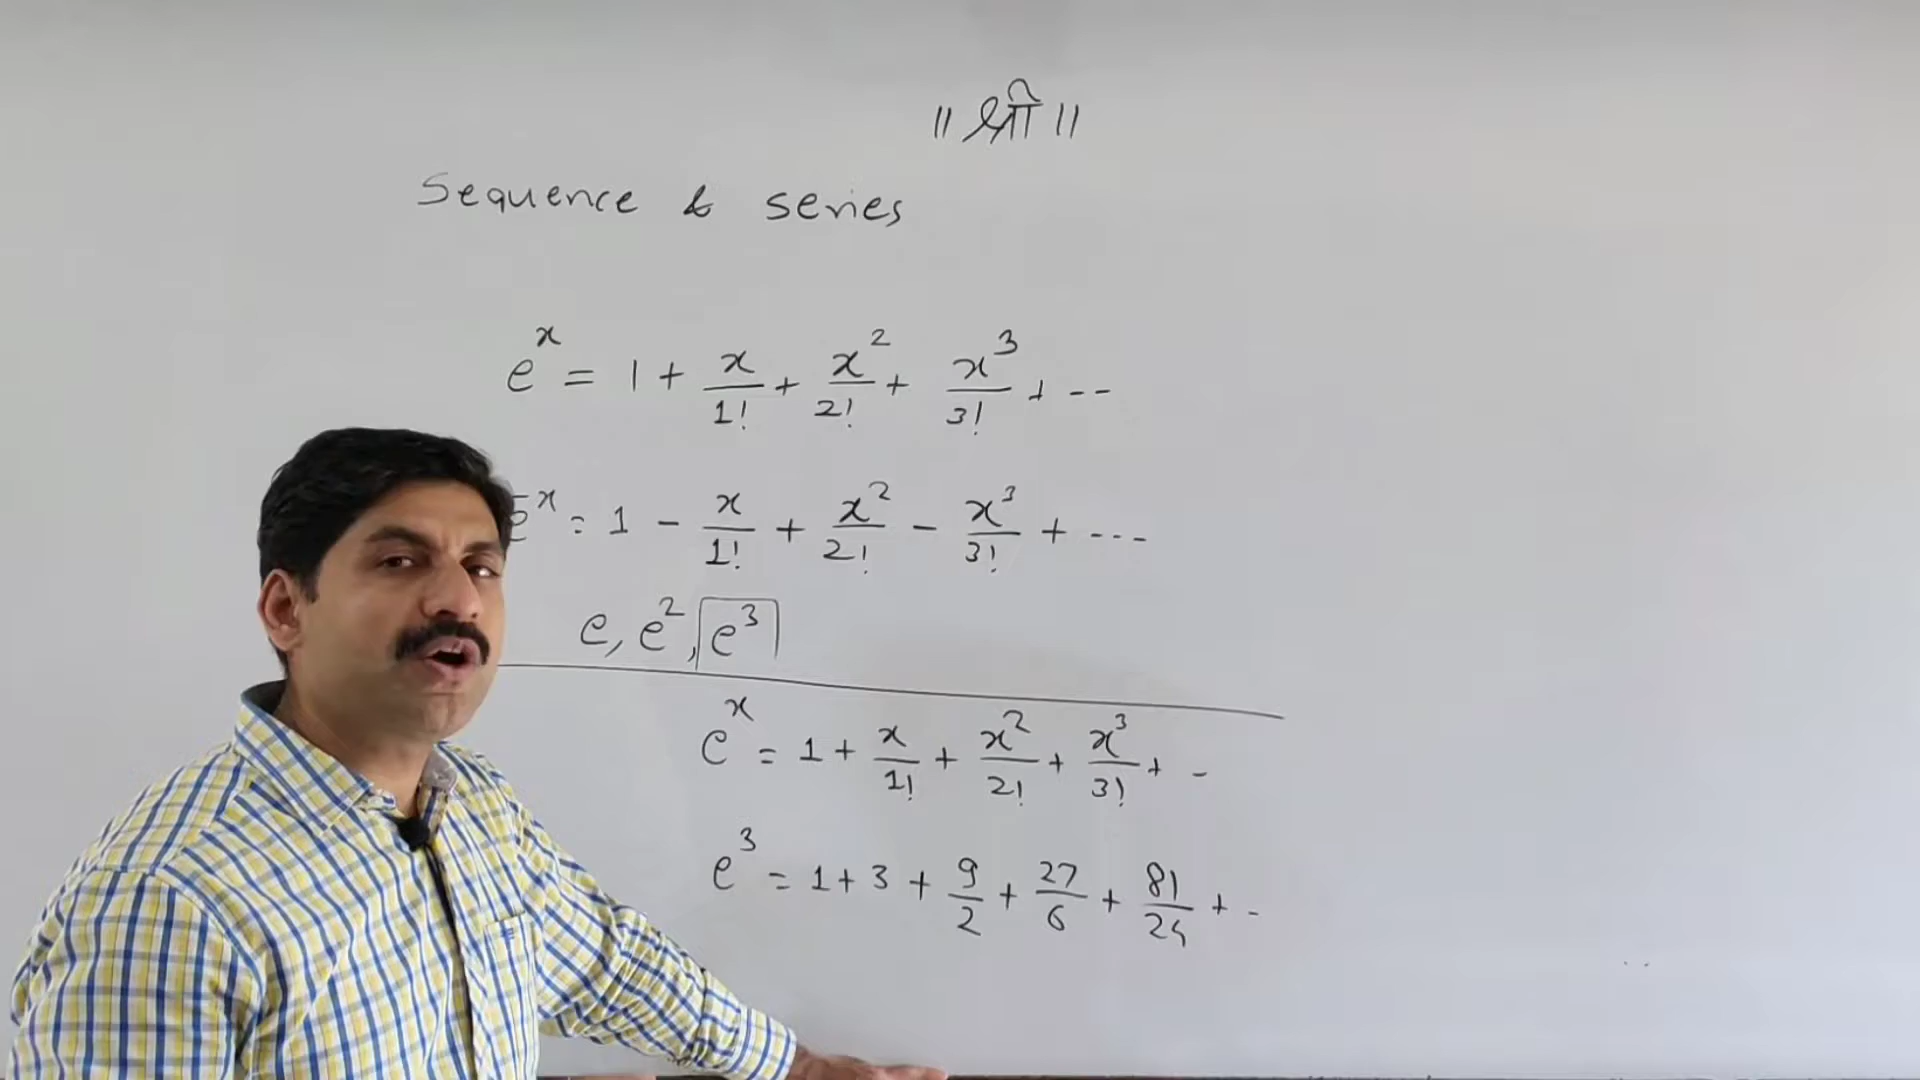 ॥ श्री ॥
Sequence & series
e^x = 1 + x/1! + x^2/2! + x^3/3! + --
e^-x = 1 - x/1! + x^2/2! - x^3/3! + ---
e, e^2, e^3
e^x = 1 + x/1! + x^2/2! + x^3/3! + -
e^3 = 1 + 3 + 9/2 + 27/6 + 81/24 + -